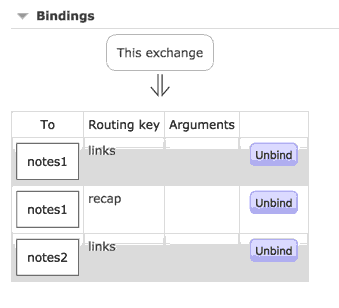 Bindings
This exchange
To Routing key Arguments
notes1 links Unbind
notes1 recap Unbind
notes2 links Unbind